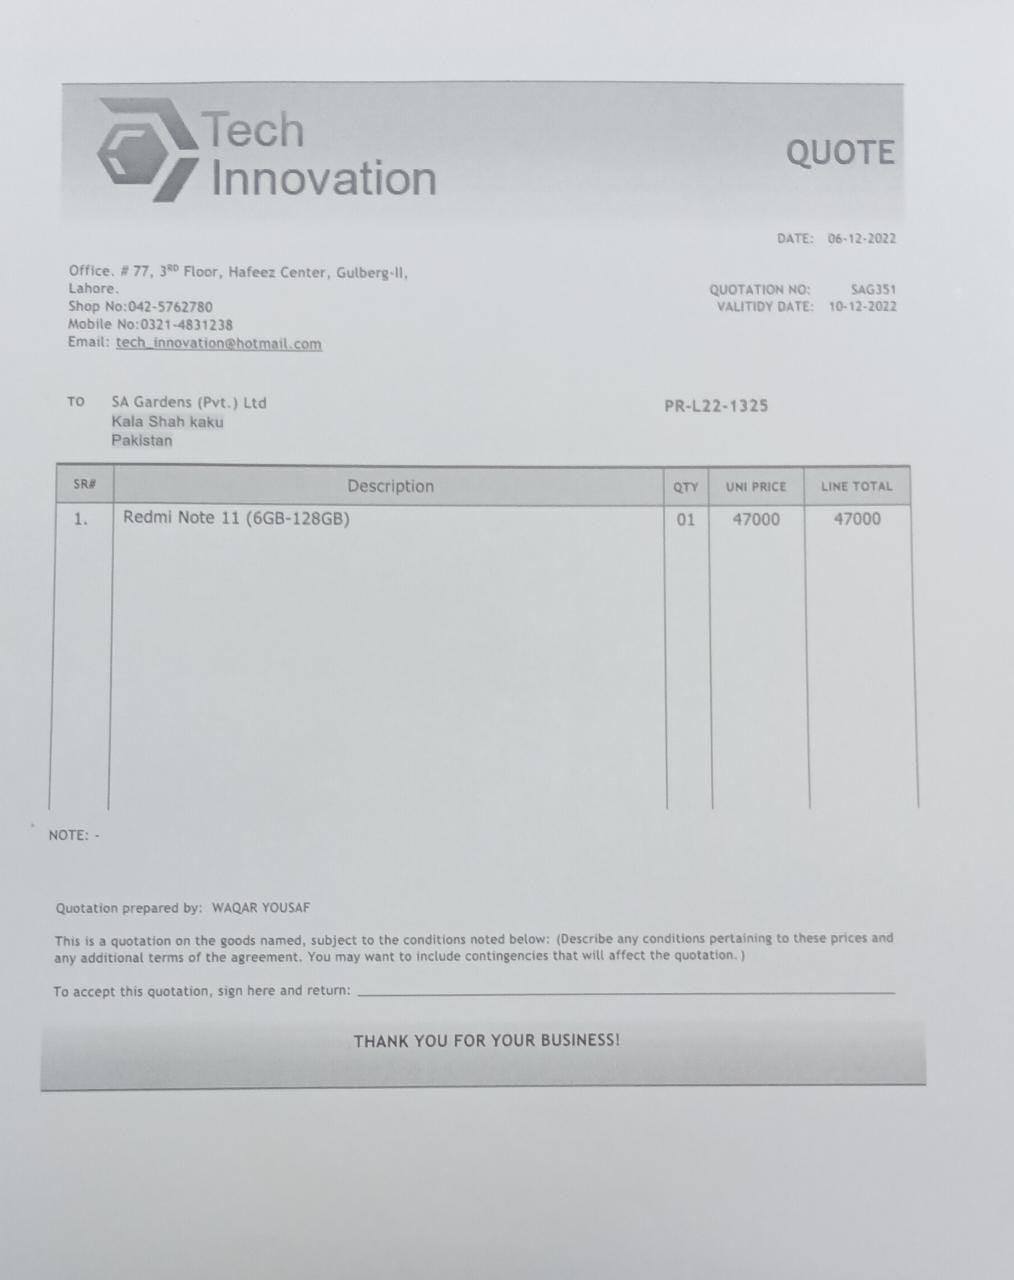 Tech
Innovation
QUOTE
DATE: 06-12-2022
Office. # 77, 3RD Floor, Hafeez Center, Gulberg-II,
Lahore.
Shop No:042-5762780
Mobile No:0321-4831238
Email: tech_innovation@hotmail.com
QUOTATION NO: SAG351
VALITIDY DATE: 10-12-2022
TO SA Gardens (Pvt.) Ltd
Kala Shah kaku
Pakistan
PR-L22-1325
SR# Description QTY UNI PRICE LINE TOTAL
1. Redmi Note 11 (6GB-128GB) 01 47000 47000
NOTE: -
Quotation prepared by: WAQAR YOUSAF
This is a quotation on the goods named, subject to the conditions noted below: (Describe any conditions pertaining to these prices and
any additional terms of the agreement. You may want to include contingencies that will affect the quotation.)
To accept this quotation, sign here and return:
THANK YOU FOR YOUR BUSINESS!